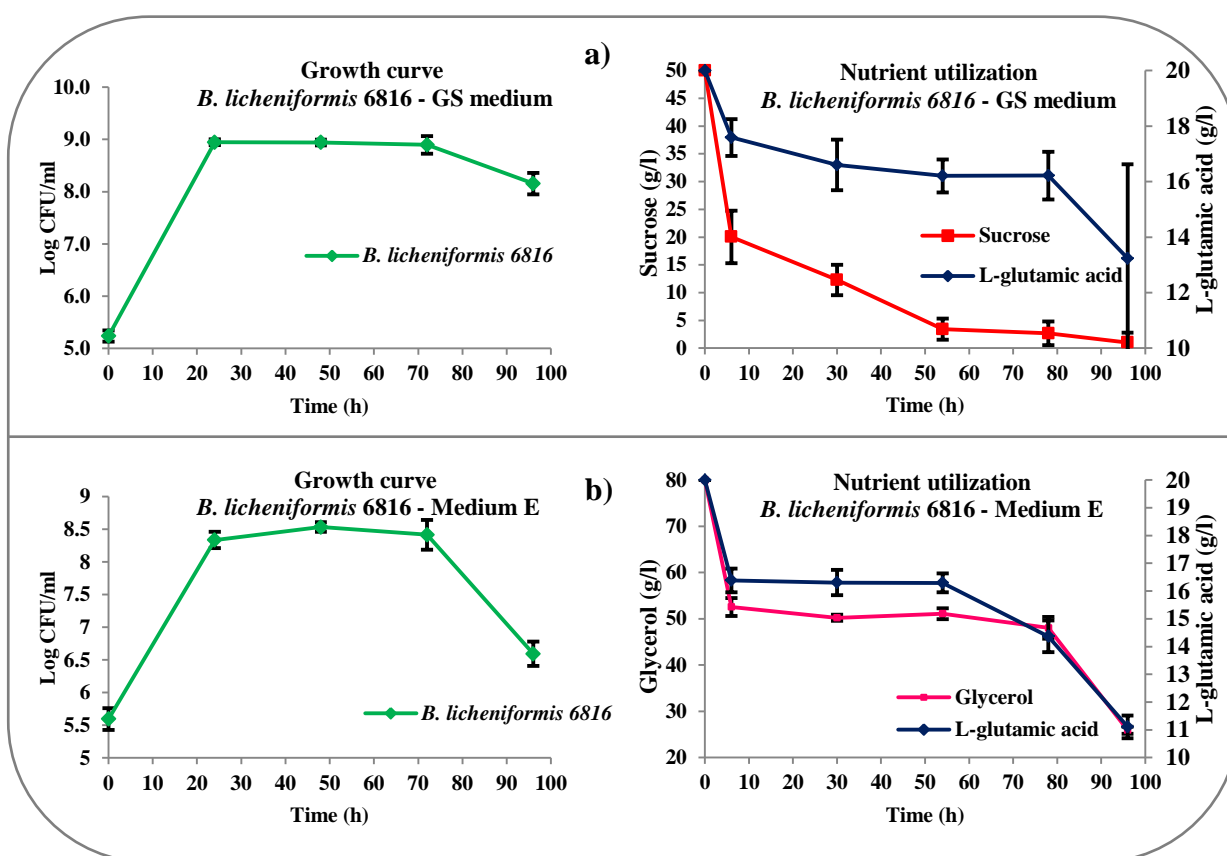 a)
Growth curve
B. licheniformis 6816 - GS medium
Log CFU/ml
10.0
9.0
8.0
7.0
6.0
5.0
B. licheniformis 6816
0 10 20 30 40 50 60 70 80 90 100
Time (h)
Nutrient utilization
B. licheniformis 6816 - GS medium
Sucrose (g/l)
50
45
40
35
30
25
20
15
10
5
0
Sucrose
L-glutamic acid
20
18
16
14
12
10
L-glutamic acid (g/l)
0 10 20 30 40 50 60 70 80 90 100
Time (h)
b)
Growth curve
B. licheniformis 6816 - Medium E
Log CFU/ml
9
8.5
8
7.5
7
6.5
6
5.5
5
B. licheniformis 6816
0 10 20 30 40 50 60 70 80 90 100
Time (h)
Nutrient utilization
B. licheniformis 6816 - Medium E
Glycerol (g/l)
80
70
60
50
40
30
20
Glycerol
L-glutamic acid
20
19
18
17
16
15
14
13
12
11
10
L-glutamic acid (g/l)
0 10 20 30 40 50 60 70 80 90 100
Time (h)